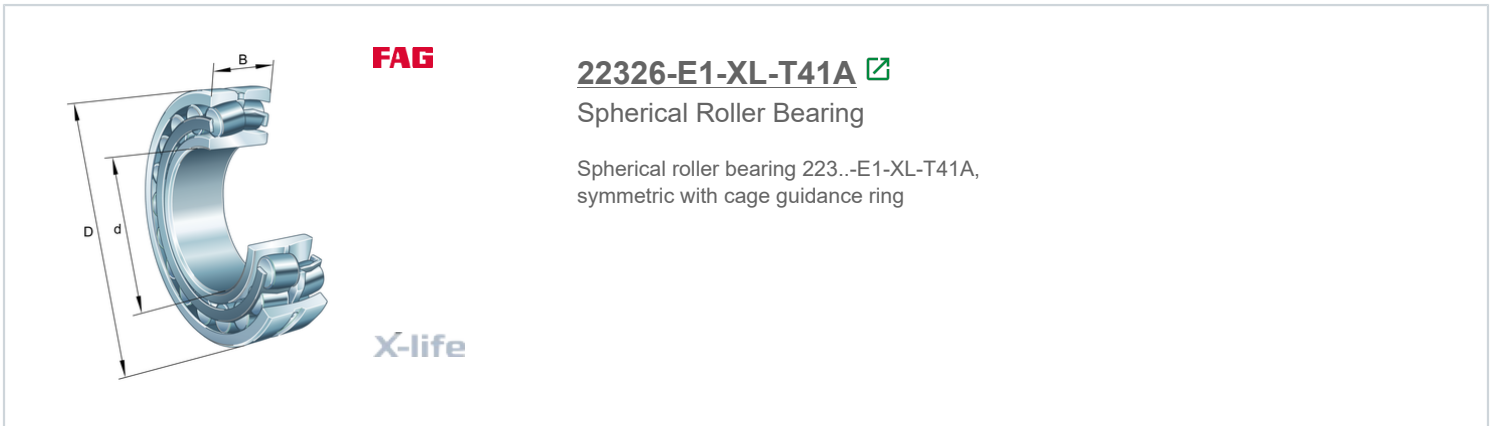 B
D
d
FAG
X-life
22326-E1-XL-T41A
Spherical Roller Bearing
Spherical roller bearing 223..-E1-XL-T41A,
symmetric with cage guidance ring